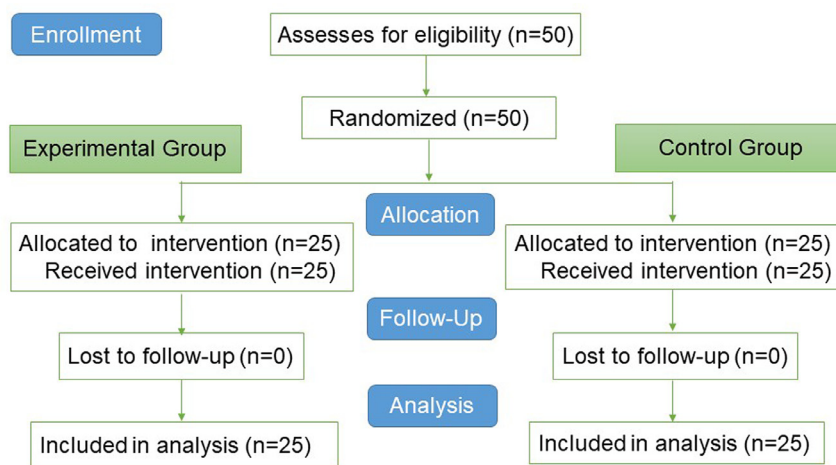 Enrollment
Assesses for eligibility (n=50)
Randomized (n=50)
Experimental Group
Control Group
Allocation
Allocated to intervention (n=25)
Received intervention (n=25)
Allocated to intervention (n=25)
Received intervention (n=25)
Follow-Up
Lost to follow-up (n=0)
Lost to follow-up (n=0)
Analysis
Included in analysis (n=25)
Included in analysis (n=25)